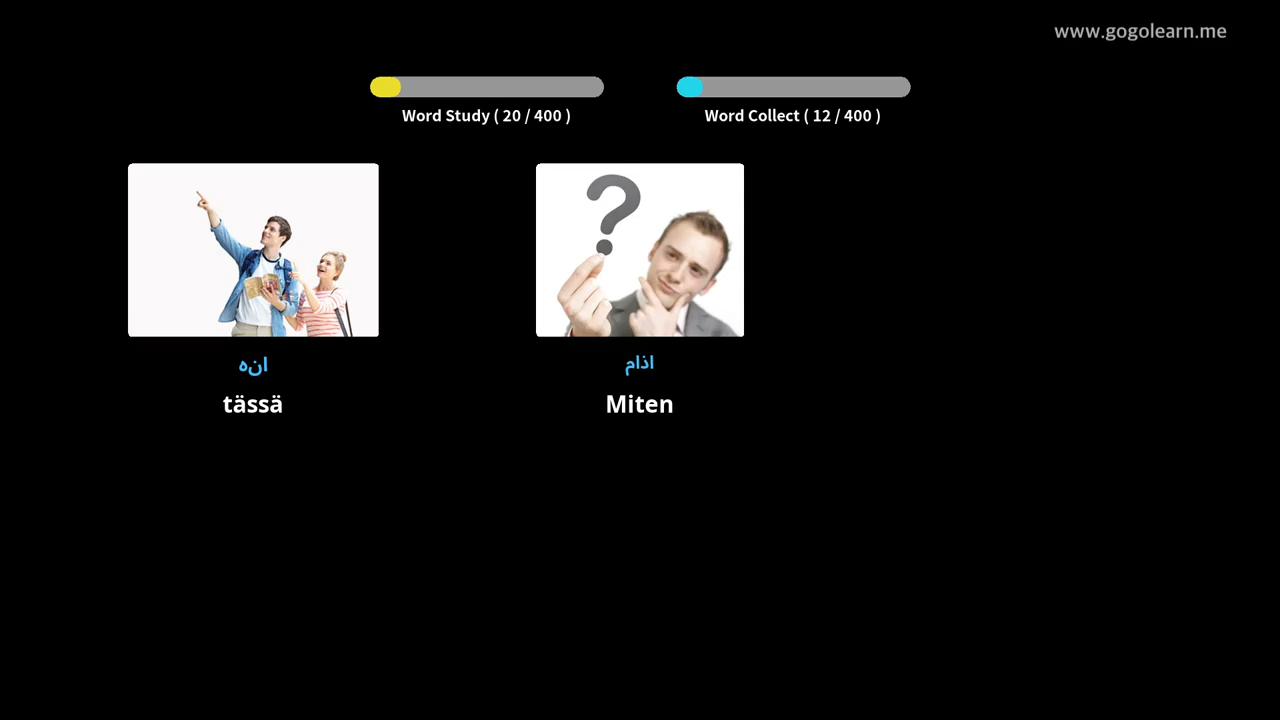 www.gogolearn.me
Word Study ( 20 / 400 )
Word Collect ( 12 / 400 )
انه
tässä
اذام
Miten